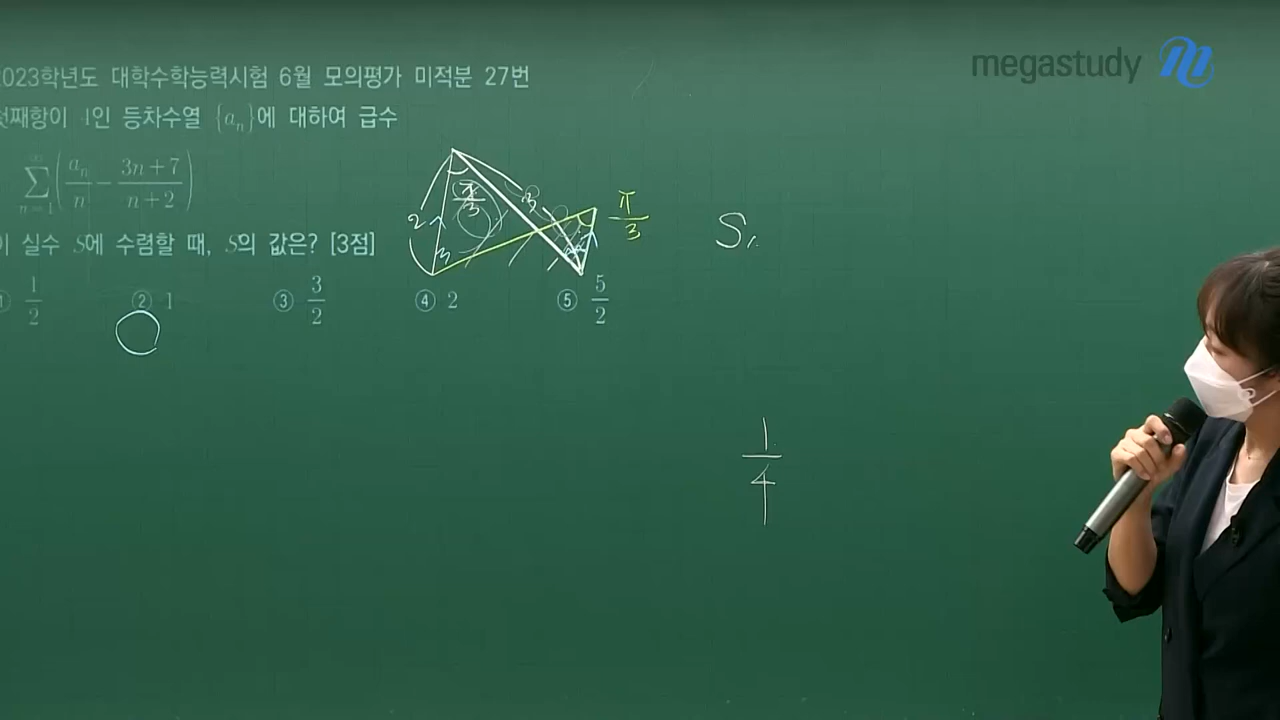 megastudy
2023학년도 대학수학능력시험 6월 모의평가 미적분 27번
첫째항이 4인 등차수열 {aₙ}에 대하여 급수
∑ₙ₌₁^∞ (aₙ/n − (3n+7)/(n+2))
이 실수 S에 수렴할 때, S의 값은? [3점]
① 1/2 ② 1 ③ 3/2 ④ 2 ⑤ 5/2
2 π/3 3 3 π/3
S
1/4